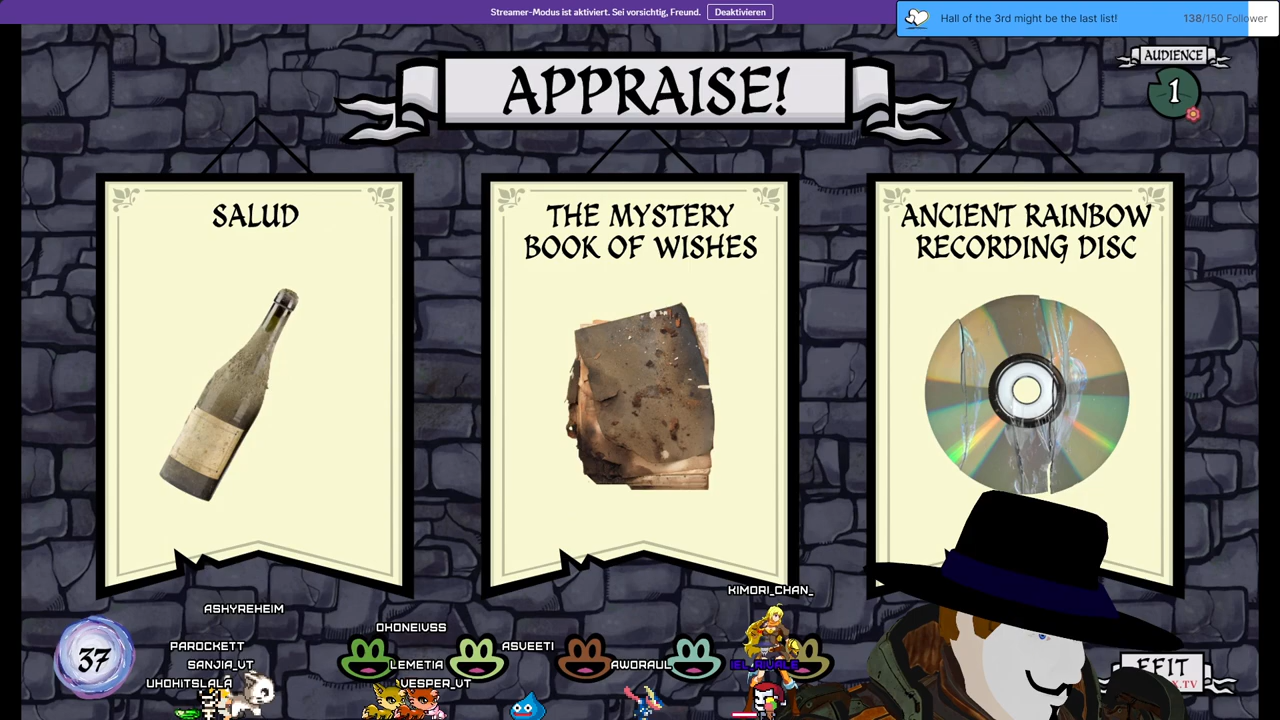 Streamer-Modus ist aktiviert. Sei vorsichtig, Freund. Deaktivieren
Hall of the 3rd might be the last list! 138/150 Follower
AUDIENCE
1
APPRAISE!
SALUD
THE MYSTERY
BOOK OF WISHES
ANCIENT RAINBOW
RECORDING DISC
KIMORI_CHAN_
ASHYREHEIM
OHONEIVSS
PAROCKETT
ASVEETI
SANJIA_VT
LEMETIA
AWORAUL
UHOHITSLALA
VESPER_VT
37
X.TV